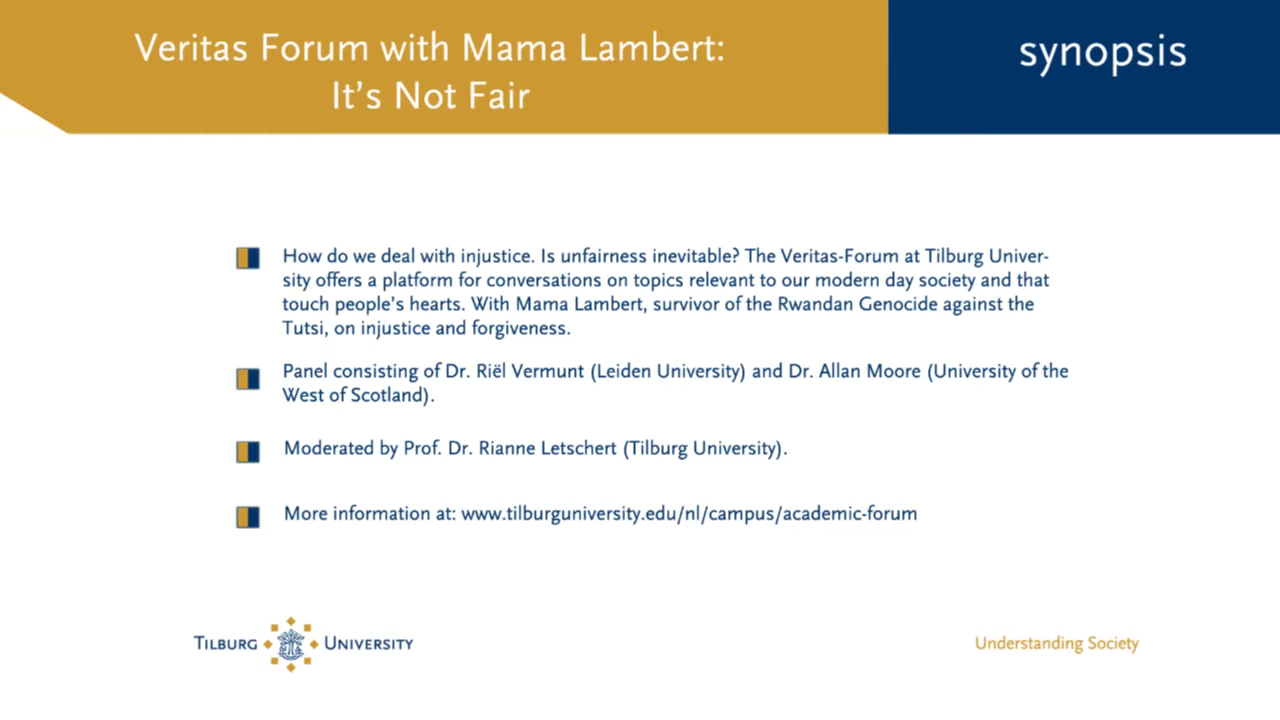 Veritas Forum with Mama Lambert:
It's Not Fair
synopsis
How do we deal with injustice. Is unfairness inevitable? The Veritas-Forum at Tilburg Univer-
sity offers a platform for conversations on topics relevant to our modern day society and that
touch people's hearts. With Mama Lambert, survivor of the Rwandan Genocide against the
Tutsi, on injustice and forgiveness.
Panel consisting of Dr. Riël Vermunt (Leiden University) and Dr. Allan Moore (University of the
West of Scotland).
Moderated by Prof. Dr. Rianne Letschert (Tilburg University).
More information at: www.tilburguniversity.edu/nl/campus/academic-forum
TILBURG UNIVERSITY
Understanding Society